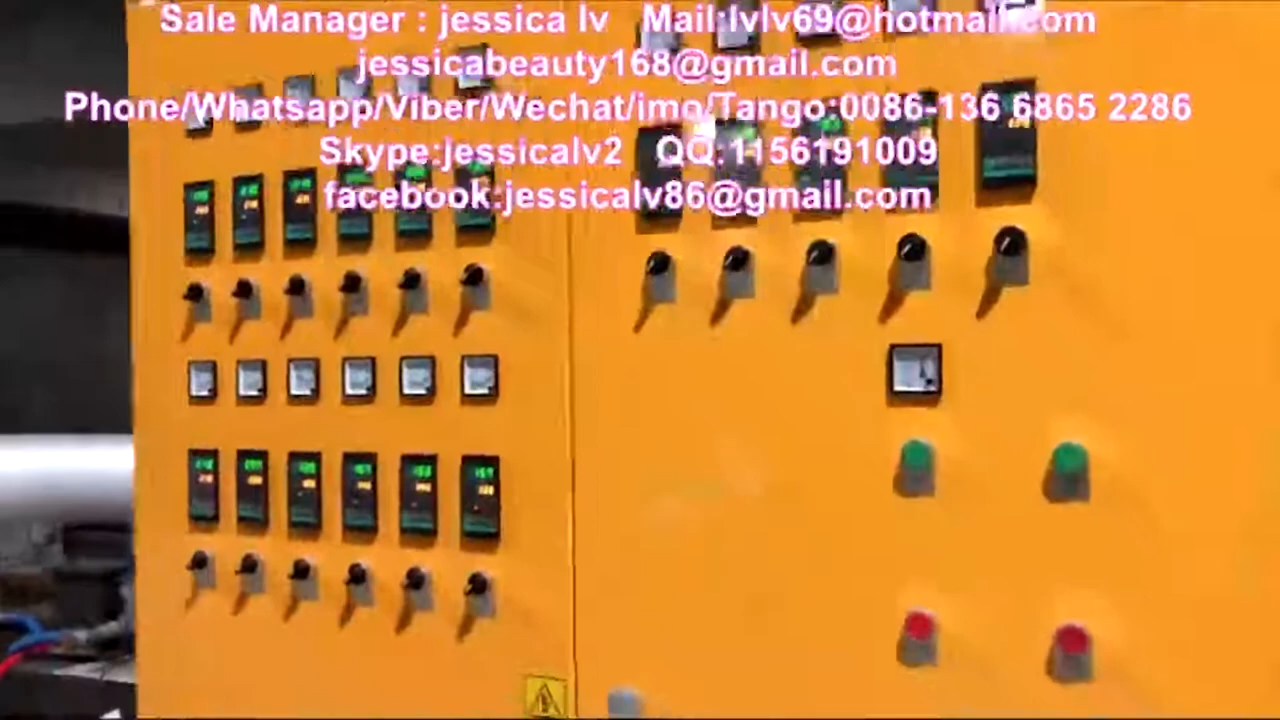 Sale Manager : jessica lv Mail:lvlv69@hotmail.com
jessicabeauty168@gmail.com
Phone/Whatsapp/Viber/Wechat/imo/Tango:0086-136 6865 2286
Skype:jessicalv2 QQ:1156191009
facebook:jessicalv86@gmail.com